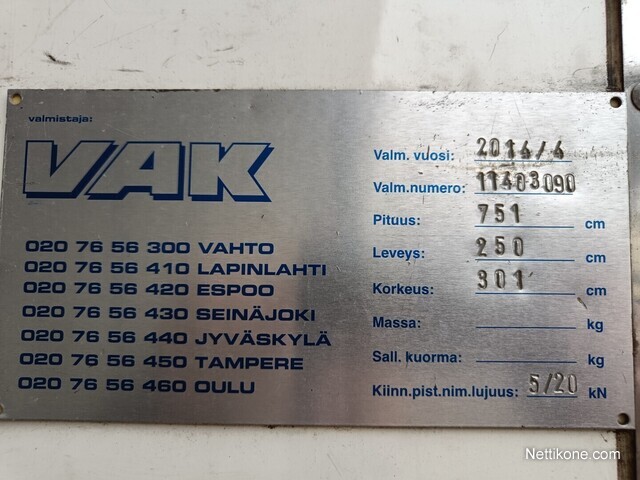 valmistaja:
VAK
020 76 56 300 VAHTO
020 76 56 410 LAPINLAHTI
020 76 56 420 ESPOO
020 76 56 430 SEINÄJOKI
020 76 56 440 JYVÄSKYLÄ
020 76 56 450 TAMPERE
020 76 56 460 OULU
Valm. vuosi: 2014/4
Valm.numero: 11403090
Pituus: 751 cm
Leveys: 250 cm
Korkeus: 301 cm
Massa: kg
Sall. kuorma: kg
Kiinn.pist.nim.lujuus: 5/20 kN
Nettikone.com